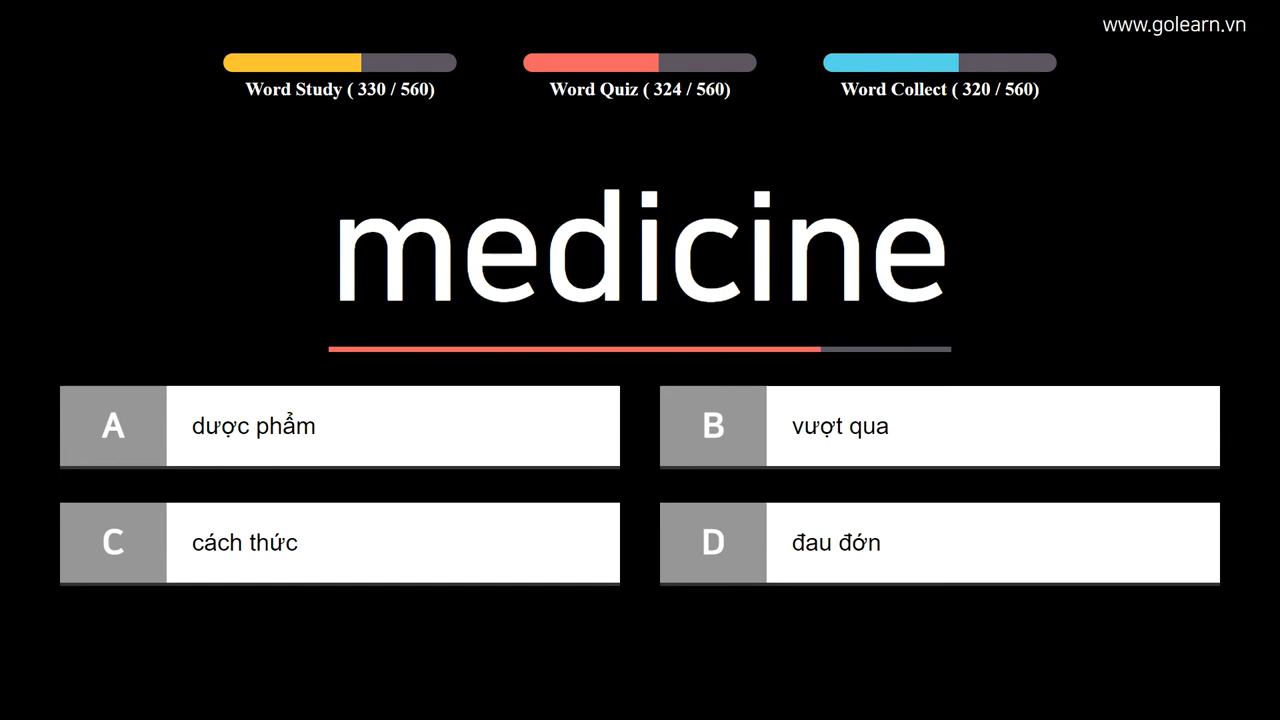 www.golearn.vn
Word Study ( 330 / 560)
Word Quiz ( 324 / 560)
Word Collect ( 320 / 560)
medicine
A dược phẩm
B vượt qua
C cách thức
D đau đớn